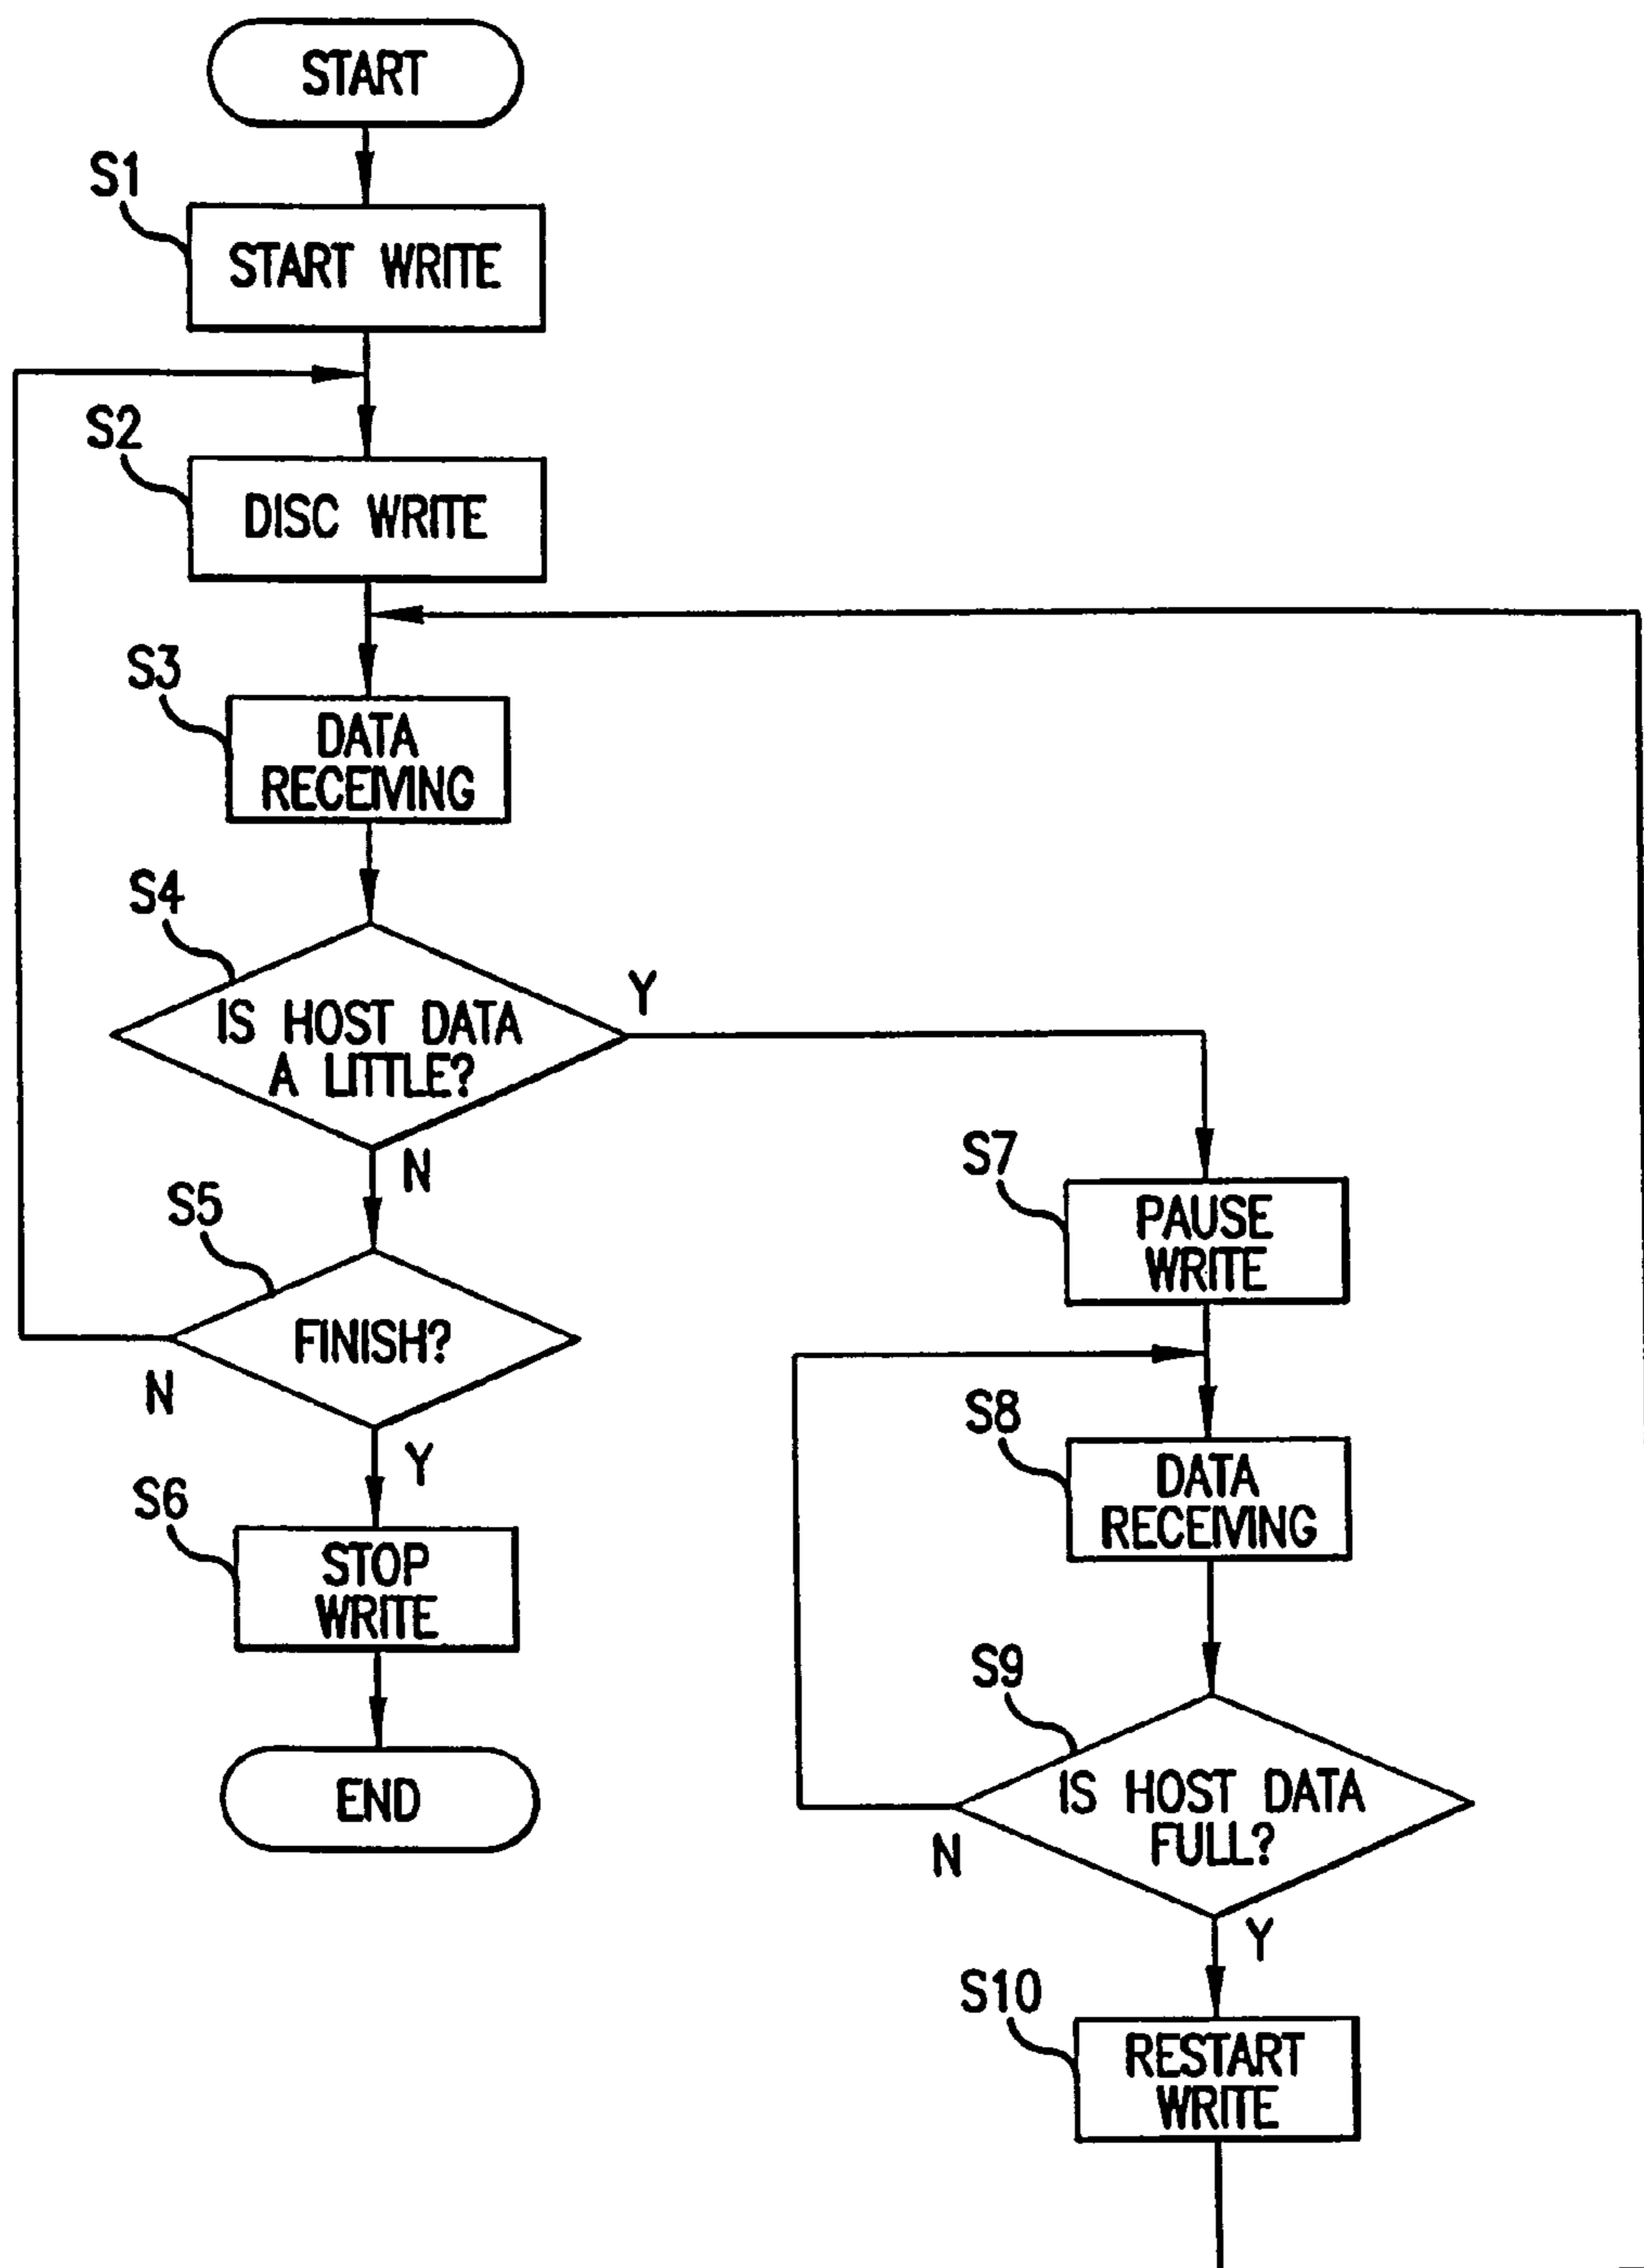 START
S1
START WRITE
S2
DISC WRITE
S3
DATA
RECEIVING
S4
IS HOST DATA
A LITTLE?
Y
N
S5
FINISH?
N
Y
S6
STOP
WRITE
END
S7
PAUSE
WRITE
S8
DATA
RECEIVING
S9
IS HOST DATA
FULL?
N
Y
S10
RESTART
WRITE